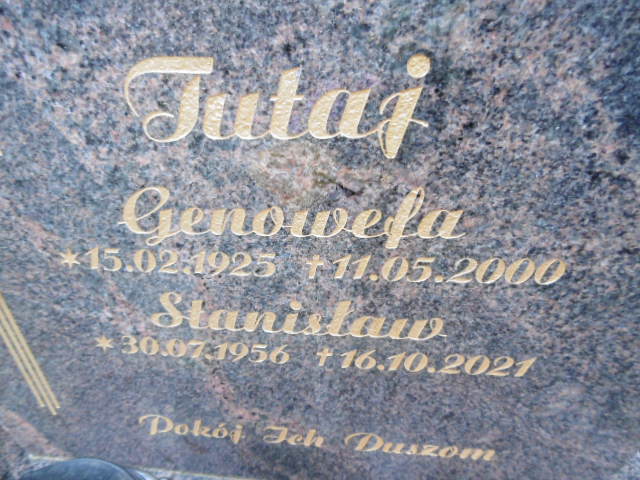 Tutaj
Genowefa
*15.02.1925 †11.05.2000
Stanisław
*30.07.1956 †16.10.2021
Pokój Ich Duszom